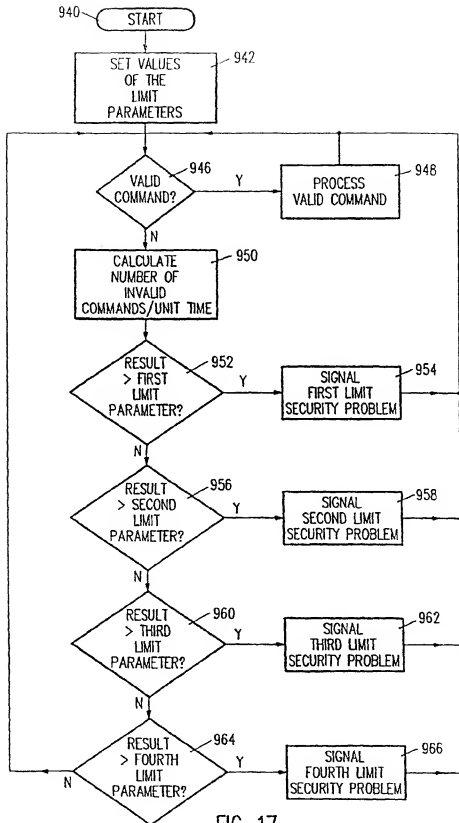 940
START
SET VALUES
OF THE
LIMIT
PARAMETERS
942
VALID
COMMAND?
946
Y
PROCESS
VALID COMMAND
948
N
CALCULATE
NUMBER OF
INVALID
COMMANDS/UNIT TIME
950
RESULT
> FIRST
LIMIT
PARAMETER?
952
Y
SIGNAL
FIRST LIMIT
SECURITY PROBLEM
954
N
RESULT
> SECOND
LIMIT
PARAMETER?
956
Y
SIGNAL
SECOND LIMIT
SECURITY PROBLEM
958
N
RESULT
> THIRD
LIMIT
PARAMETER?
960
Y
SIGNAL
THIRD LIMIT
SECURITY PROBLEM
962
N
RESULT
> FOURTH
LIMIT
PARAMETER?
964
N
Y
SIGNAL
FOURTH LIMIT
SECURITY PROBLEM
966
FIG. 17